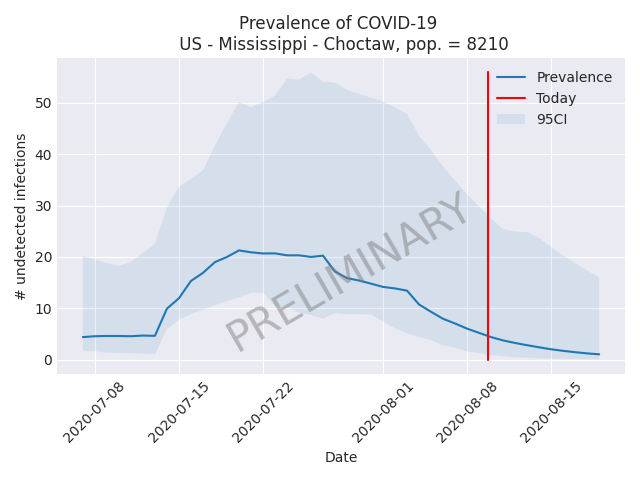 Prevalence of COVID-19
US - Mississippi - Choctaw, pop. = 8210
# undetected infections
50
40
30
20
10
0
Prevalence
Today
95CI
PRELIMINARY
2020-07-08
2020-07-15
2020-07-22
2020-08-01
2020-08-08
2020-08-15
Date